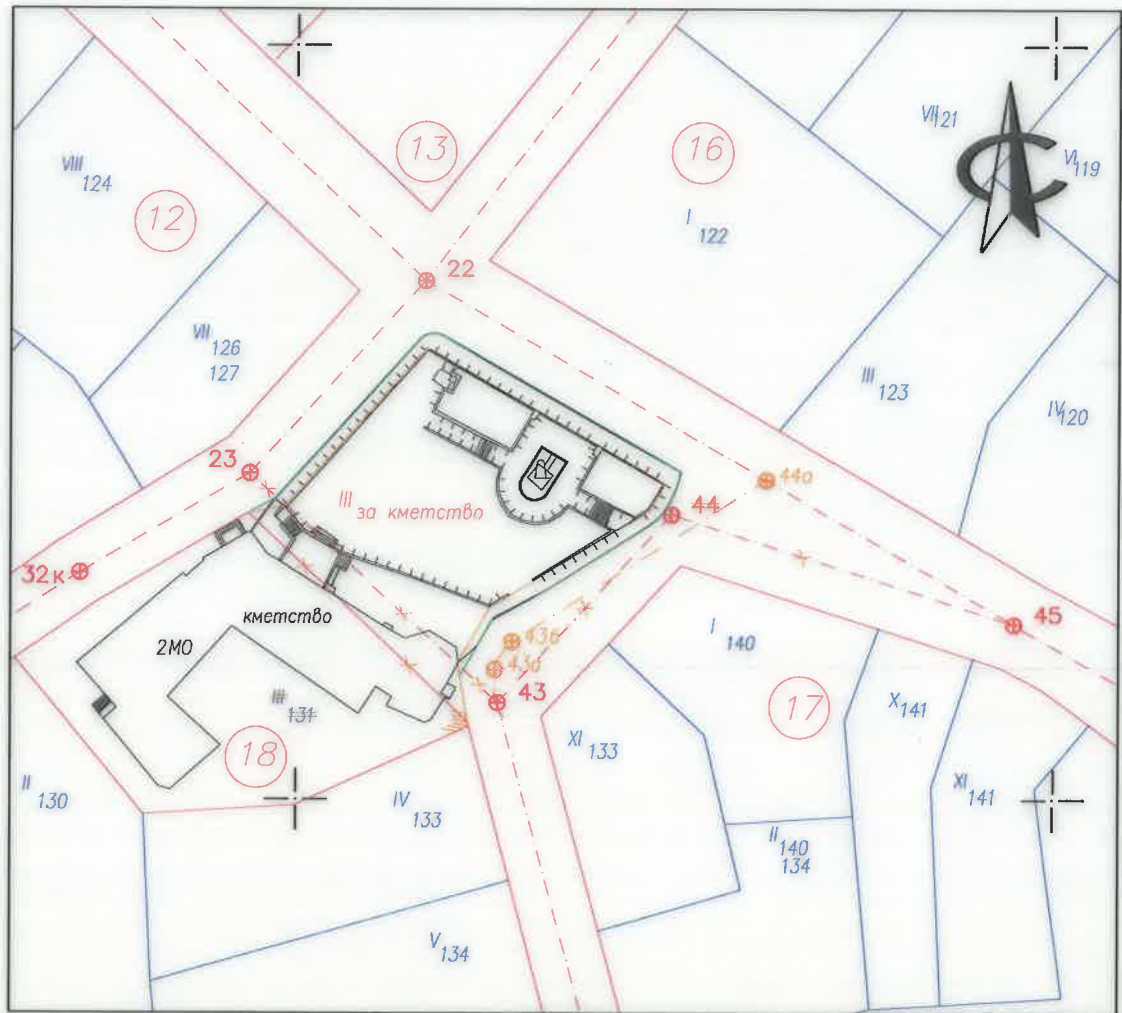 VIII 124
12
13
16
I 122
VII 121
VI 119
С
22
VII 126
127
III 123
IV 120
23
III за кметство
44
44а
32к
кметство
2МО
III 131
18
43б
43а
43
45
I 140
17
X 141
XI 133
XI 141
II 130
IV 133
II 140
134
V 134